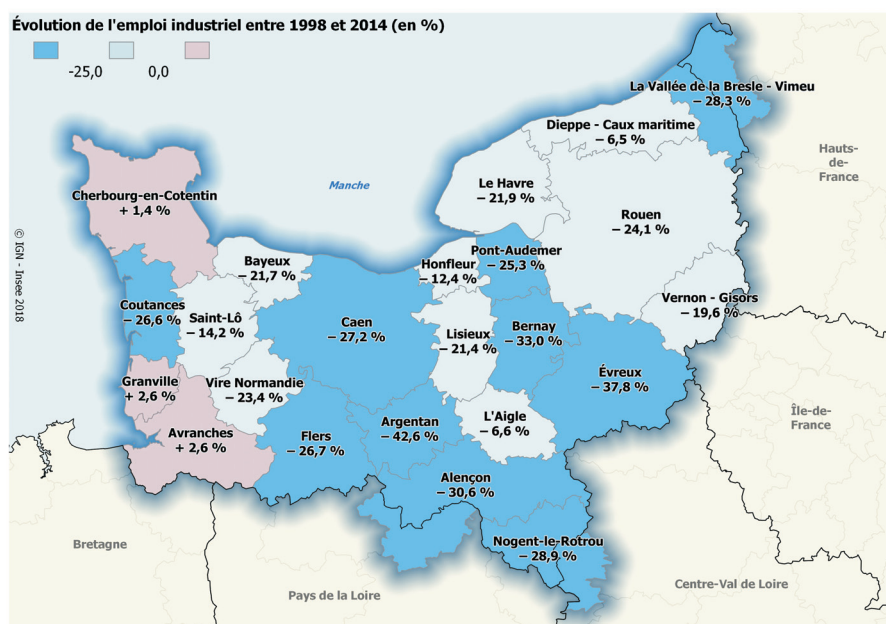 Évolution de l'emploi industriel entre 1998 et 2014 (en %)
-25,0 0,0
La Vallée de la Bresle - Vimeu
− 28,3 %
Dieppe - Caux maritime
− 6,5 %
Hauts-
de-
France
Cherbourg-en-Cotentin
+ 1,4 %
Manche
Le Havre
− 21,9 %
Rouen
− 24,1 %
© IGN - Insee 2018
Bayeux
− 21,7 %
Honfleur
− 12,4 %
Pont-Audemer
− 25,3 %
Coutances
− 26,6 %
Saint-Lô
− 14,2 %
Caen
− 27,2 %
Lisieux
− 21,4 %
Bernay
− 33,0 %
Vernon - Gisors
− 19,6 %
Granville
+ 2,6 %
Vire Normandie
− 23,4 %
Évreux
− 37,8 %
Avranches
+ 2,6 %
Flers
− 26,7 %
Argentan
− 42,6 %
L'Aigle
− 6,6 %
Île-de-
France
Alençon
− 30,6 %
Bretagne
Nogent-le-Rotrou
− 28,9 %
Pays de la Loire
Centre-Val de Loire